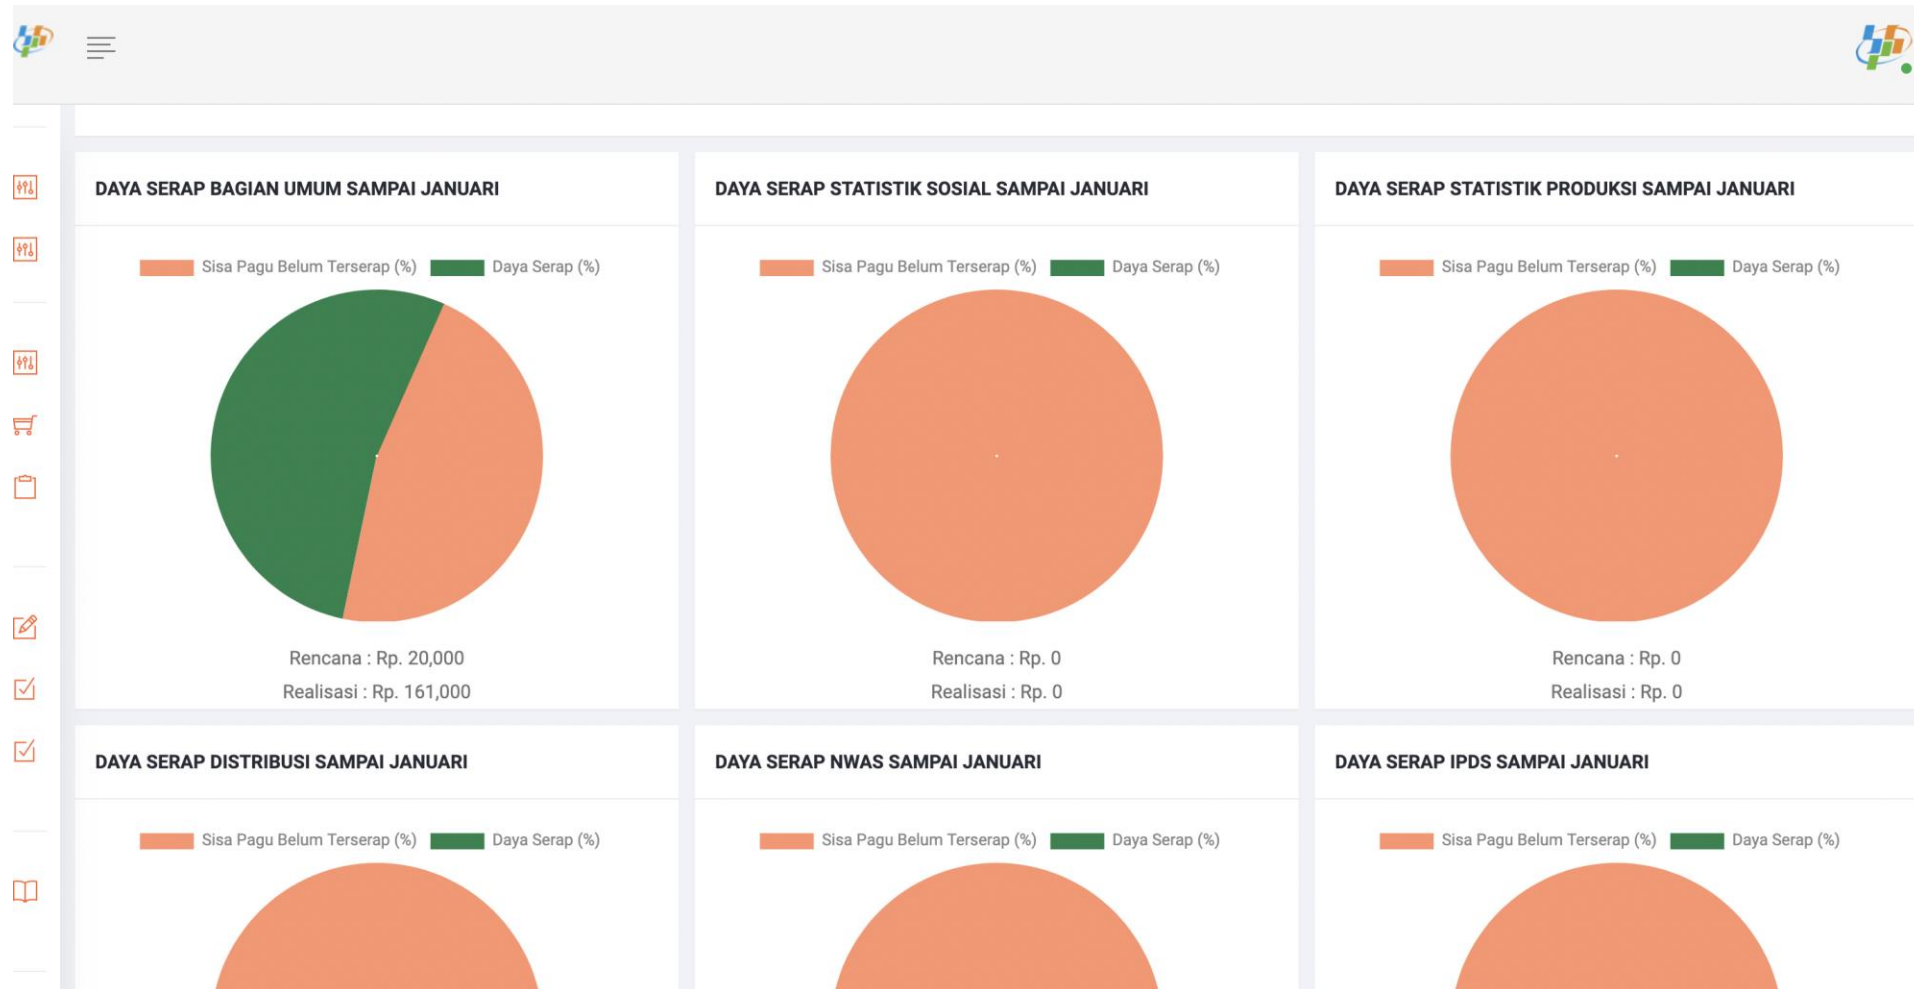 DAYA SERAP BAGIAN UMUM SAMPAI JANUARI
Sisa Pagu Belum Terserap (%) Daya Serap (%)
Rencana : Rp. 20,000
Realisasi : Rp. 161,000
DAYA SERAP STATISTIK SOSIAL SAMPAI JANUARI
Sisa Pagu Belum Terserap (%) Daya Serap (%)
Rencana : Rp. 0
Realisasi : Rp. 0
DAYA SERAP STATISTIK PRODUKSI SAMPAI JANUARI
Sisa Pagu Belum Terserap (%) Daya Serap (%)
Rencana : Rp. 0
Realisasi : Rp. 0
DAYA SERAP DISTRIBUSI SAMPAI JANUARI
Sisa Pagu Belum Terserap (%) Daya Serap (%)
DAYA SERAP NWAS SAMPAI JANUARI
Sisa Pagu Belum Terserap (%) Daya Serap (%)
DAYA SERAP IPDS SAMPAI JANUARI
Sisa Pagu Belum Terserap (%) Daya Serap (%)